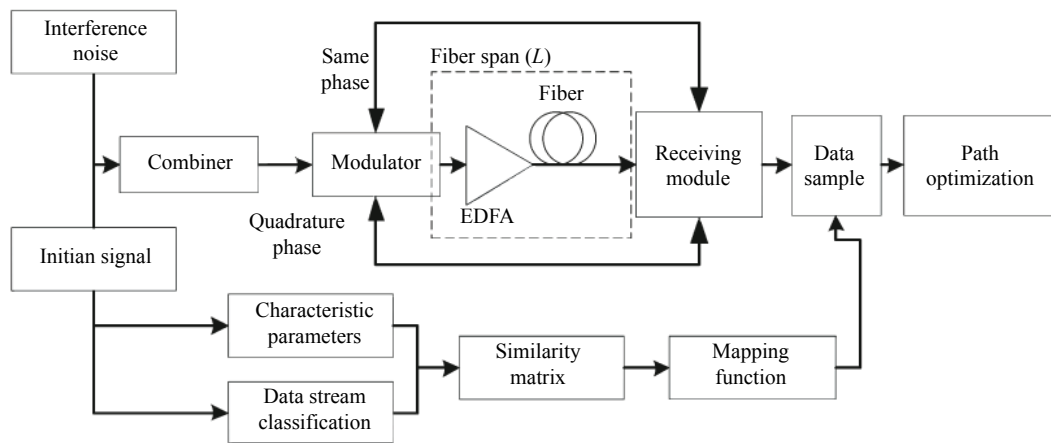 Interference
noise
Same
phase
Fiber span (L)
Fiber
Combiner
Modulator
EDFA
Receiving
module
Data
sample
Path
optimization
Quadrature
phase
Initian signal
Characteristic
parameters
Data stream
classification
Similarity
matrix
Mapping
function